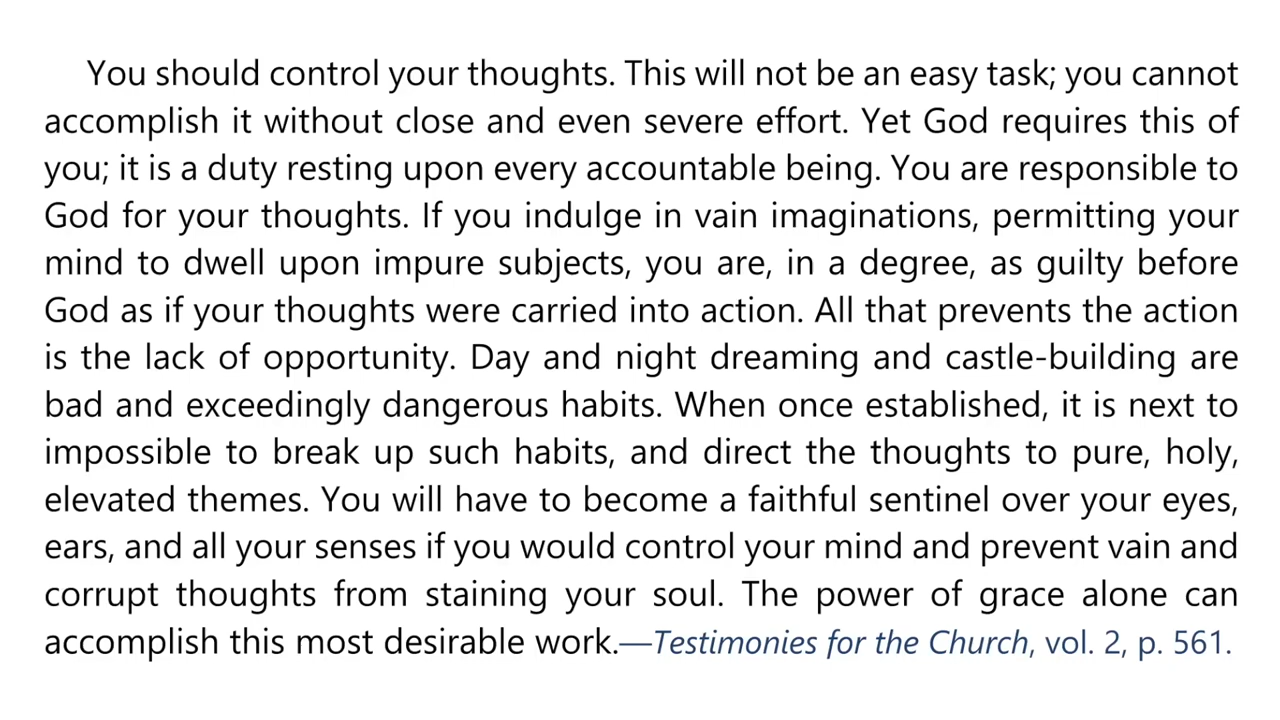 You should control your thoughts. This will not be an easy task; you cannot
accomplish it without close and even severe effort. Yet God requires this of
you; it is a duty resting upon every accountable being. You are responsible to
God for your thoughts. If you indulge in vain imaginations, permitting your
mind to dwell upon impure subjects, you are, in a degree, as guilty before
God as if your thoughts were carried into action. All that prevents the action
is the lack of opportunity. Day and night dreaming and castle-building are
bad and exceedingly dangerous habits. When once established, it is next to
impossible to break up such habits, and direct the thoughts to pure, holy,
elevated themes. You will have to become a faithful sentinel over your eyes,
ears, and all your senses if you would control your mind and prevent vain and
corrupt thoughts from staining your soul. The power of grace alone can
accomplish this most desirable work.—Testimonies for the Church, vol. 2, p. 561.